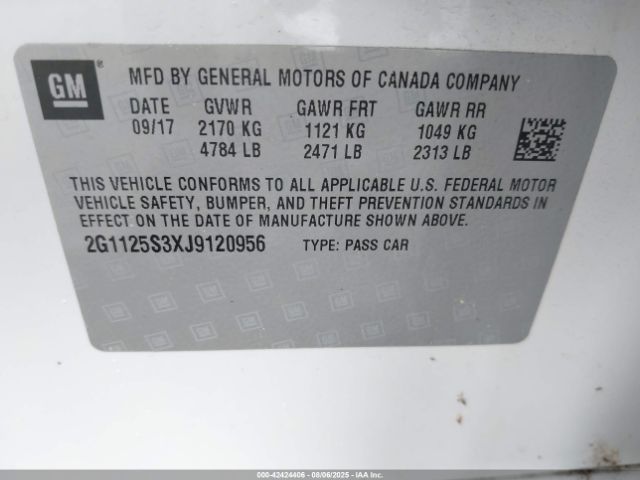 GM ®
MFD BY GENERAL MOTORS OF CANADA COMPANY
DATE GVWR GAWR FRT GAWR RR
09/17 2170 KG 1121 KG 1049 KG
4784 LB 2471 LB 2313 LB
THIS VEHICLE CONFORMS TO ALL APPLICABLE U.S. FEDERAL MOTOR
VEHICLE SAFETY, BUMPER, AND THEFT PREVENTION STANDARDS IN
EFFECT ON THE DATE OF MANUFACTURE SHOWN ABOVE.
2G1125S3XJ9120956 TYPE: PASS CAR
000-42424406 - 08/06/2025 - IAAI.COM